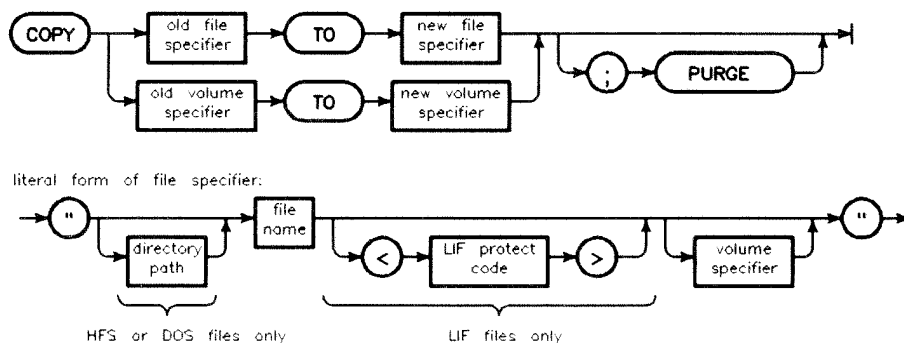 COPY
old file
specifier
TO
new file
specifier
;
PURGE
old volume
specifier
TO
new volume
specifier
literal form of file specifier:
"
directory
path
file
name
<
LIF protect
code
>
volume
specifier
"
HFS or DOS files only
LIF files only